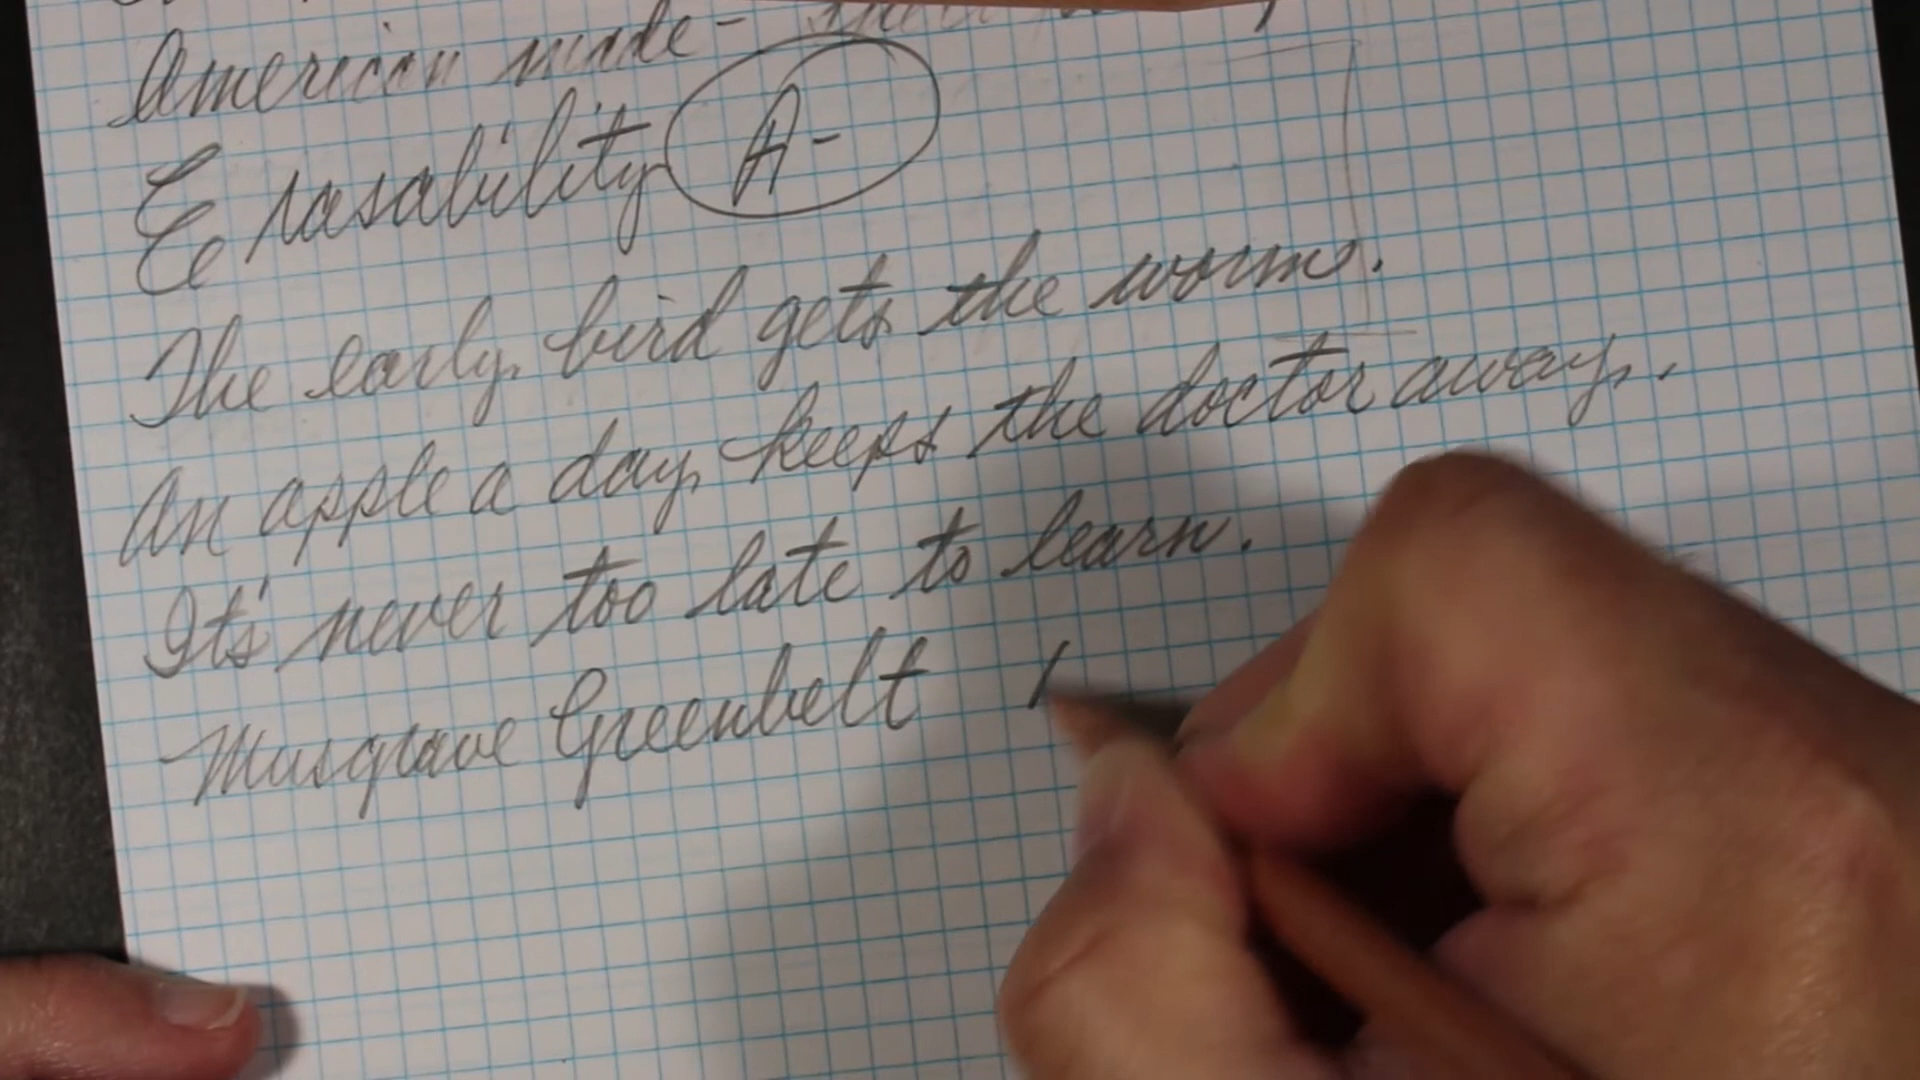 American made -
Erasability A-
The early bird gets the worm.
An apple a day keeps the doctor away.
It's never too late to learn.
Musgrave Greenbelt